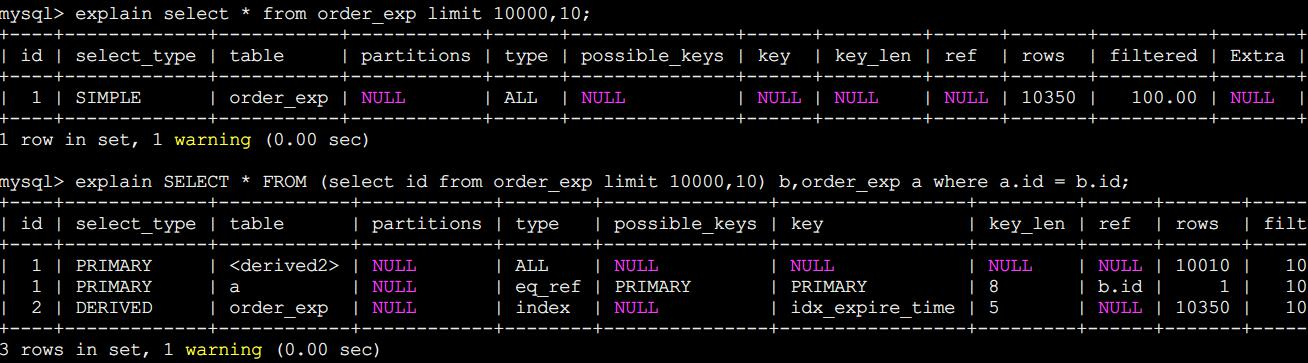 mysql> explain select * from order_exp limit 10000,10;
+----+-------------+-----------+------------+------+---------------+------+---------+------+-------+----------+-------+
| id | select_type | table | partitions | type | possible_keys | key | key_len | ref | rows | filtered | Extra |
+----+-------------+-----------+------------+------+---------------+------+---------+------+-------+----------+-------+
| 1 | SIMPLE | order_exp | NULL | ALL | NULL | NULL | NULL | NULL | 10350 | 100.00 | NULL |
+----+-------------+-----------+------------+------+---------------+------+---------+------+-------+----------+-------+
1 row in set, 1 warning (0.00 sec)
mysql> explain SELECT * FROM (select id from order_exp limit 10000,10) b,order_exp a where a.id = b.id;
+----+-------------+------------+------------+--------+---------------+-----------------+---------+------+-------+-----
| id | select_type | table | partitions | type | possible_keys | key | key_len | ref | rows | filt
+----+-------------+------------+------------+--------+---------------+-----------------+---------+------+-------+-----
| 1 | PRIMARY | <derived2> | NULL | ALL | NULL | NULL | NULL | NULL | 10010 | 10
| 1 | PRIMARY | a | NULL | eq_ref | PRIMARY | PRIMARY | 8 | b.id | 1 | 10
| 2 | DERIVED | order_exp | NULL | index | NULL | idx_expire_time | 5 | NULL | 10350 | 10
+----+-------------+------------+------------+--------+---------------+-----------------+---------+------+-------+-----
3 rows in set, 1 warning (0.00 sec)